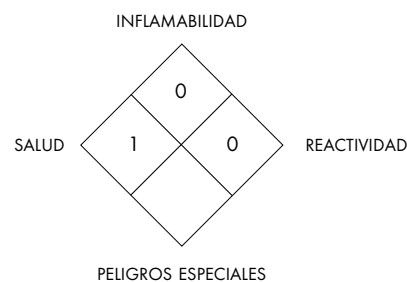 INFLAMABILIDAD
0
SALUD 1 0 REACTIVIDAD
PELIGROS ESPECIALES